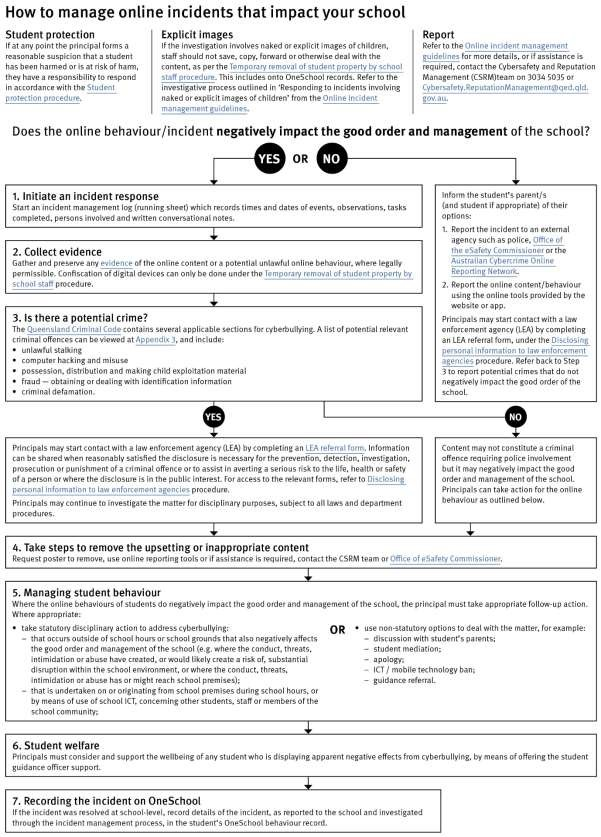 How to manage online incidents that impact your school
Student protection
If at any point the principal forms a
reasonable suspicion that a student
has been harmed or is at risk of harm,
they have a responsibility to respond
in accordance with the Student
protection procedure.
Explicit images
If the investigation involves naked or explicit images of children,
staff should not save, copy, forward or otherwise deal with the
content, as per the Temporary removal of student property by
school staff procedure. This includes onto OneSchool records. Refer to the
investigative process outlined in 'Responding to incidents involving
naked or explicit images of children' from the Online incident
management guidelines.
Report
Refer to the Online incident management
guidelines for more details, or if assistance is
required, contact the Cybersafety and Reputation
Management (CSRM)team on 3034 5035 or
Cybersafety.ReputationManagement@qed.qld.
gov.au.
Does the online behaviour/incident negatively impact the good order and management of the school?
YES OR NO
1. Initiate an incident response
Start an incident management log (running sheet) which records times and dates of events, observations, tasks
completed, persons involved and written conversational notes.
2. Collect evidence
Gather and preserve any evidence of the online content or a potential unlawful online behaviour, where legally
permissible. Confiscation of digital devices can only be done under the Temporary removal of student property by
school staff procedure.
3. Is there a potential crime?
The Queensland Criminal Code contains several applicable sections for cyberbullying. A list of potential relevant
criminal offences can be viewed at Appendix 3, and include:
• unlawful stalking
• computer hacking and misuse
• possession, distribution and making child exploitation material
• fraud — obtaining or dealing with identification information
• criminal defamation.
Inform the student's parent/s
(and student if appropriate) of their
options:
1. Report the incident to an external
agency such as police, Office of
the eSafety Commissioner or the
Australian Cybercrime Online
Reporting Network.
2. Report the online content/behaviour
using the online tools provided by the
website or app.
Principals may start contact with a law
enforcement agency (LEA) by completing
an LEA referral form, under the Disclosing
personal information to law enforcement
agencies procedure. Refer back to Step
3 to report potential crimes that do not
negatively impact the good order of the
school.
YES
NO
Principals may start contact with a law enforcement agency (LEA) by completing an LEA referral form. Information
can be shared when reasonably satisfied the disclosure is necessary for the prevention, detection, investigation,
prosecution or punishment of a criminal offence or to assist in averting a serious risk to the life, health or safety
of a person or where the disclosure is in the public interest. For access to the relevant forms, refer to Disclosing
personal information to law enforcement agencies procedure.
Principals may continue to investigate the matter for disciplinary purposes, subject to all laws and department
procedures.
Content may not constitute a criminal
offence requiring police involvement
but it may negatively impact the good
order and management of the school.
Principals can take action for the online
behaviour as outlined below.
4. Take steps to remove the upsetting or inappropriate content
Request poster to remove, use online reporting tools or if assistance is required, contact the CSRM team or Office of eSafety Commissioner.
5. Managing student behaviour
Where the online behaviours of students do negatively impact the good order and management of the school, the principal must take appropriate follow-up action.
Where appropriate:
• take statutory disciplinary action to address cyberbullying:
– that occurs outside of school hours or school grounds that also negatively affects
the good order and management of the school (e.g. where the conduct, threats,
intimidation or abuse have created, or would likely create a risk of, substantial
disruption within the school environment, or where the conduct, threats,
intimidation or abuse has or might reach school premises);
– that is undertaken on or originating from school premises during school hours, or
by means of use of school ICT, concerning other students, staff or members of the
school community;
OR
• use non-statutory options to deal with the matter, for example:
– discussion with student's parents;
– student mediation;
– apology;
– ICT / mobile technology ban;
– guidance referral.
6. Student welfare
Principals must consider and support the wellbeing of any student who is displaying apparent negative effects from cyberbullying, by means of offering the student
guidance officer support.
7. Recording the incident on OneSchool
If the incident was resolved at school-level, record details of the incident, as reported to the school and investigated
through the incident management process, in the student's OneSchool behaviour record.